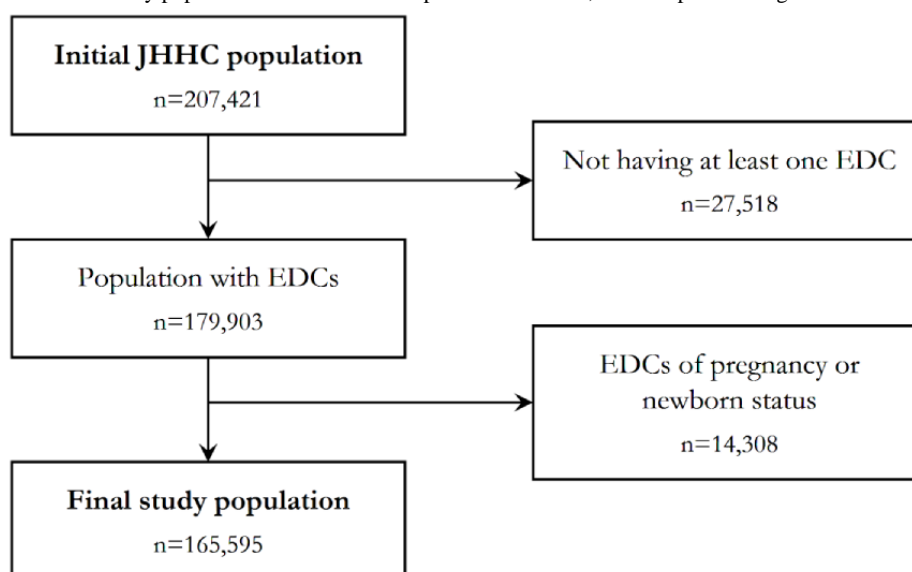 Initial JHHC population
n=207,421
Not having at least one EDC
n=27,518
Population with EDCs
n=179,903
EDCs of pregnancy or
newborn status
n=14,308
Final study population
n=165,595